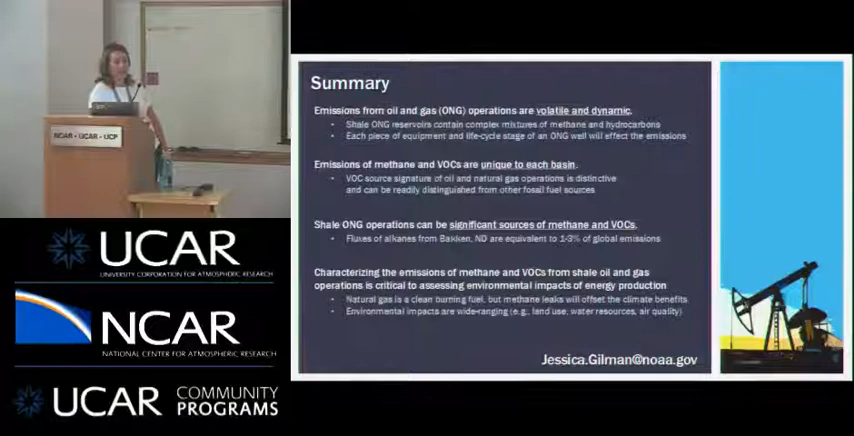 NCAR - UCAR - UCP
UCAR
UNIVERSITY CORPORATION FOR ATMOSPHERIC RESEARCH
NCAR
NATIONAL CENTER FOR ATMOSPHERIC RESEARCH
UCAR COMMUNITY
PROGRAMS
Summary
Emissions from oil and gas (ONG) operations are volatile and dynamic.
• Shale ONG reservoirs contain complex mixtures of methane and hydrocarbons
• Each piece of equipment and life-cycle stage of an ONG well will effect the emissions
Emissions of methane and VOCs are unique to each basin.
• VOC source signature of oil and natural gas operations is distinctive
and can be readily distinguished from other fossil fuel sources
Shale ONG operations can be significant sources of methane and VOCs.
• Fluxes of alkanes from Bakken, ND are equivalent to 1-3% of global emissions
Characterizing the emissions of methane and VOCs from shale oil and gas
operations is critical to assessing environmental impacts of energy production
• Natural gas is a clean burning fuel, but methane leaks will offset the climate benefits
• Environmental impacts are wide-ranging (e.g., land use, water resources, air quality)
Jessica.Gilman@noaa.gov